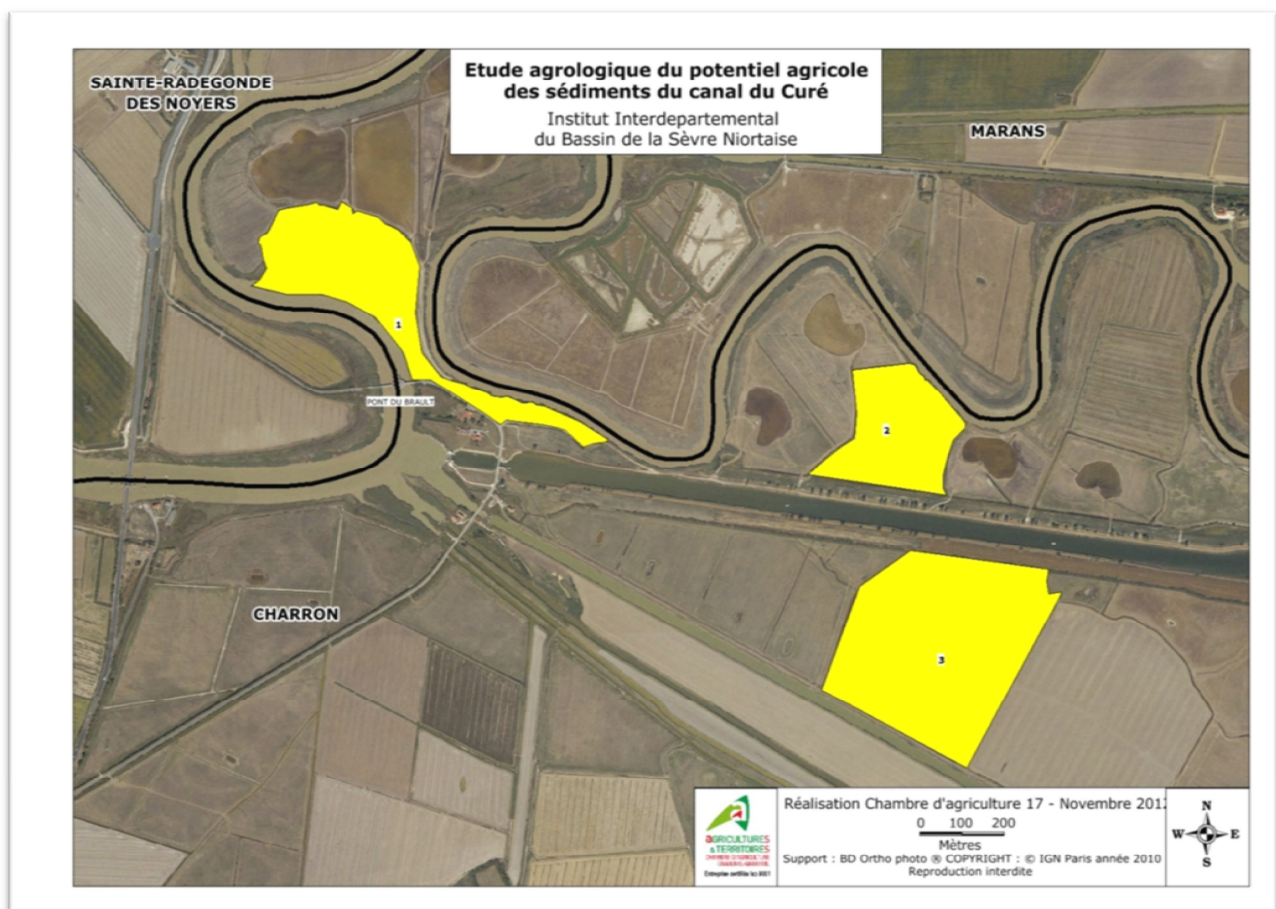 Etude agrologique du potentiel agricole
des sédiments du canal du Curé
Institut Interdepartemental
du Bassin de la Sèvre Niortaise
SAINTE-RADEGONDE
DES NOYERS
MARANS
1
PONT DU BRAULT
2
CHARRON
3
AGRICULTURES
& TERRITOIRES
CHAMBRE D'AGRICULTURE
Réalisation Chambre d'agriculture 17 - Novembre 2012
0 100 200
Mètres
Support : BD Ortho photo ® COPYRIGHT : © IGN Paris année 2010
Reproduction interdite
N
W E
S